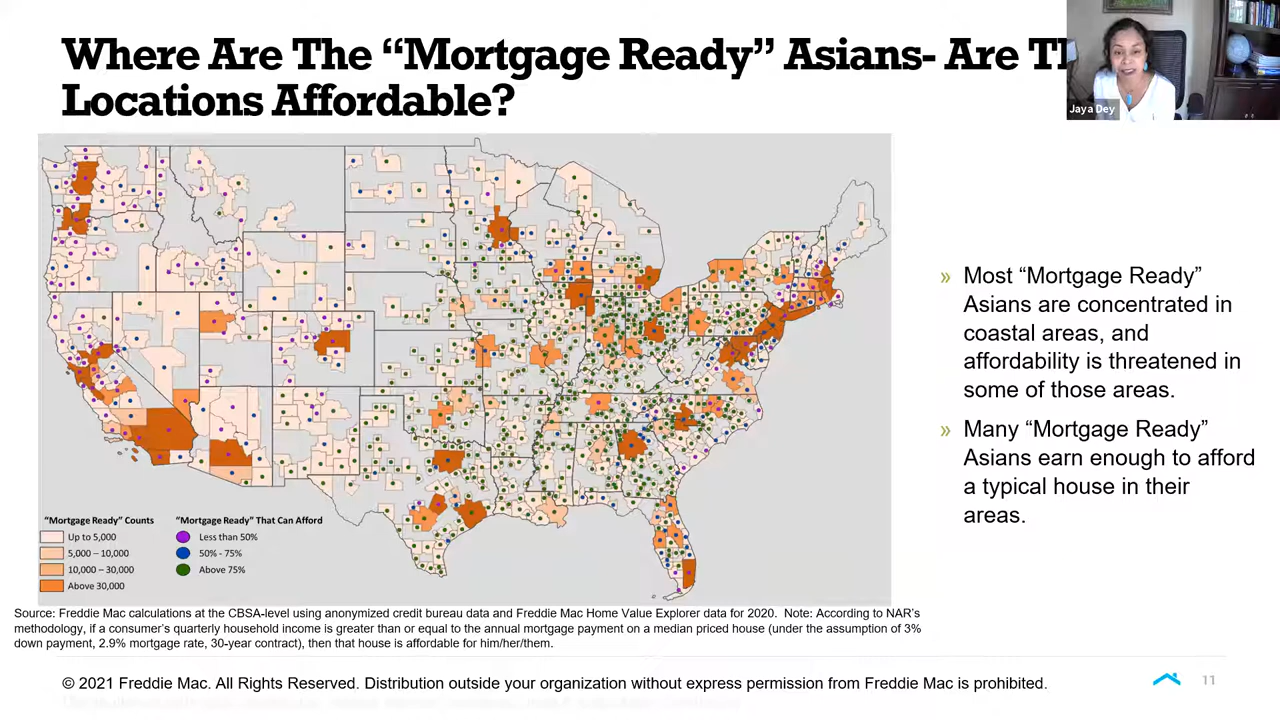 Where Are The “Mortgage Ready” Asians- Are
Locations Affordable?
Jaya Dey
» Most “Mortgage Ready”
Asians are concentrated in
coastal areas, and
affordability is threatened in
some of those areas.
» Many “Mortgage Ready”
Asians earn enough to afford
a typical house in their
areas.
“Mortgage Ready” Counts
Up to 5,000
5,000 – 10,000
10,000 – 30,000
Above 30,000
“Mortgage Ready” That Can Afford
Less than 50%
50% - 75%
Above 75%
Source: Freddie Mac calculations at the CBSA-level using anonymized credit bureau data and Freddie Mac Home Value Explorer data for 2020. Note: According to NAR’s
methodology, if a consumer’s quarterly household income is greater than or equal to the annual mortgage payment on a median priced house (under the assumption of 3%
down payment, 2.9% mortgage rate, 30-year contract), then that house is affordable for him/her/them.
© 2021 Freddie Mac. All Rights Reserved. Distribution outside your organization without express permission from Freddie Mac is prohibited.
11